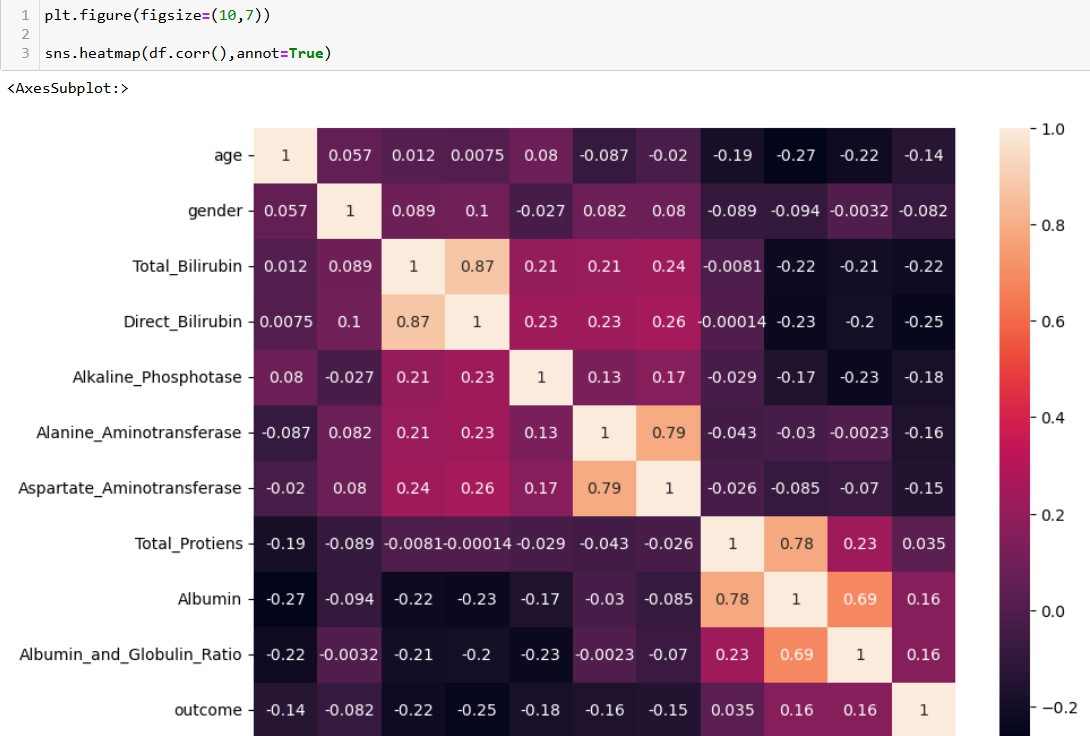 1 plt.figure(figsize=(10,7))
2
3 sns.heatmap(df.corr(),annot=True)
<AxesSubplot:>
age 1 0.057 0.012 0.0075 0.08 -0.087 -0.02 -0.19 -0.27 -0.22 -0.14 1.0
gender 0.057 1 0.089 0.1 -0.027 0.082 0.08 -0.089 -0.094 -0.0032 -0.082 0.8
Total_Bilirubin 0.012 0.089 1 0.87 0.21 0.21 0.24 -0.0081 -0.22 -0.21 -0.22
Direct_Bilirubin 0.0075 0.1 0.87 1 0.23 0.23 0.26 -0.00014 -0.23 -0.2 -0.25 0.6
Alkaline_Phosphotase 0.08 -0.027 0.21 0.23 1 0.13 0.17 -0.029 -0.17 -0.23 -0.18
Alanine_Aminotransferase -0.087 0.082 0.21 0.23 0.13 1 0.79 -0.043 -0.03 -0.0023 -0.16 0.4
Aspartate_Aminotransferase -0.02 0.08 0.24 0.26 0.17 0.79 1 -0.026 -0.085 -0.07 -0.15 0.2
Total_Protiens -0.19 -0.089 -0.0081 -0.00014 -0.029 -0.043 -0.026 1 0.78 0.23 0.035
Albumin -0.27 -0.094 -0.22 -0.23 -0.17 -0.03 -0.085 0.78 1 0.69 0.16 0.0
Albumin_and_Globulin_Ratio -0.22 -0.0032 -0.21 -0.2 -0.23 -0.0023 -0.07 0.23 0.69 1 0.16
outcome -0.14 -0.082 -0.22 -0.25 -0.18 -0.16 -0.15 0.035 0.16 0.16 1 −0.2